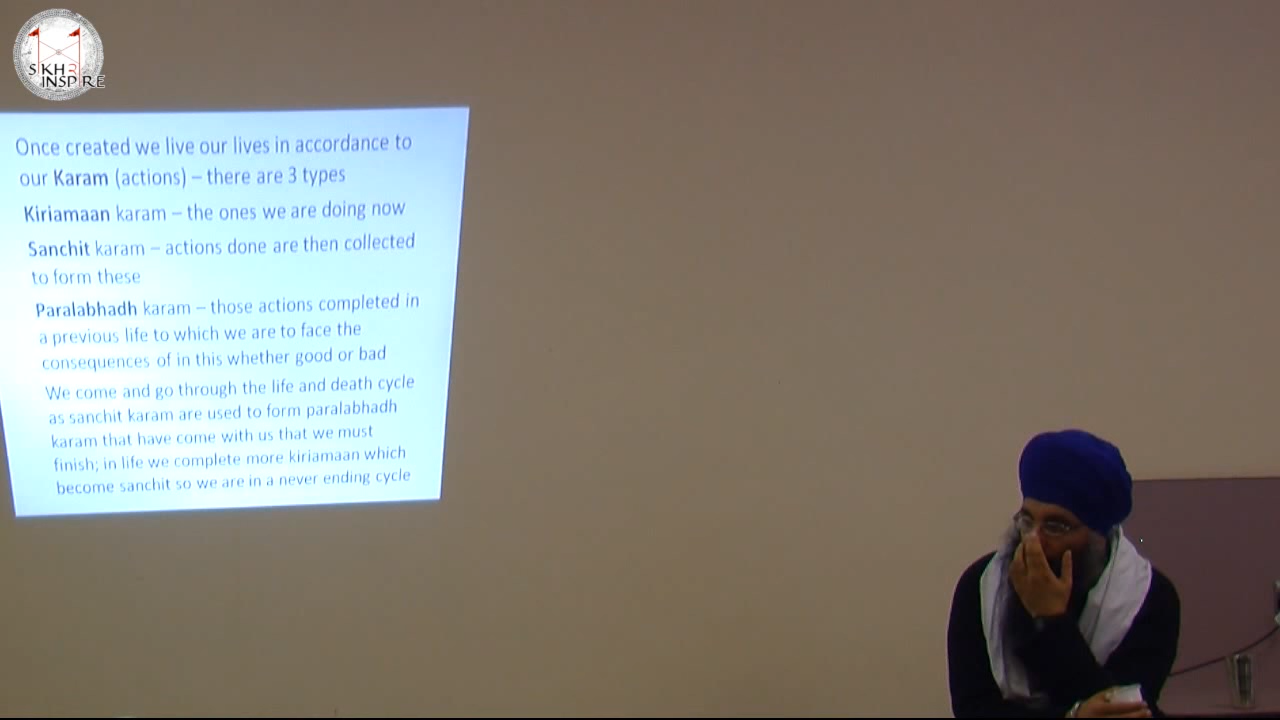 SIKH 2
INSPIRE
Once created we live our lives in accordance to
our Karam (actions) – there are 3 types
Kiriamaan karam – the ones we are doing now
Sanchit karam – actions done are then collected
to form these
Paralabhadh karam – those actions completed in
a previous life to which we are to face the
consequences of in this whether good or bad
We come and go through the life and death cycle
as sanchit karam are used to form paralabhadh
karam that have come with us that we must
finish; in life we complete more kiriamaan which
become sanchit so we are in a never ending cycle